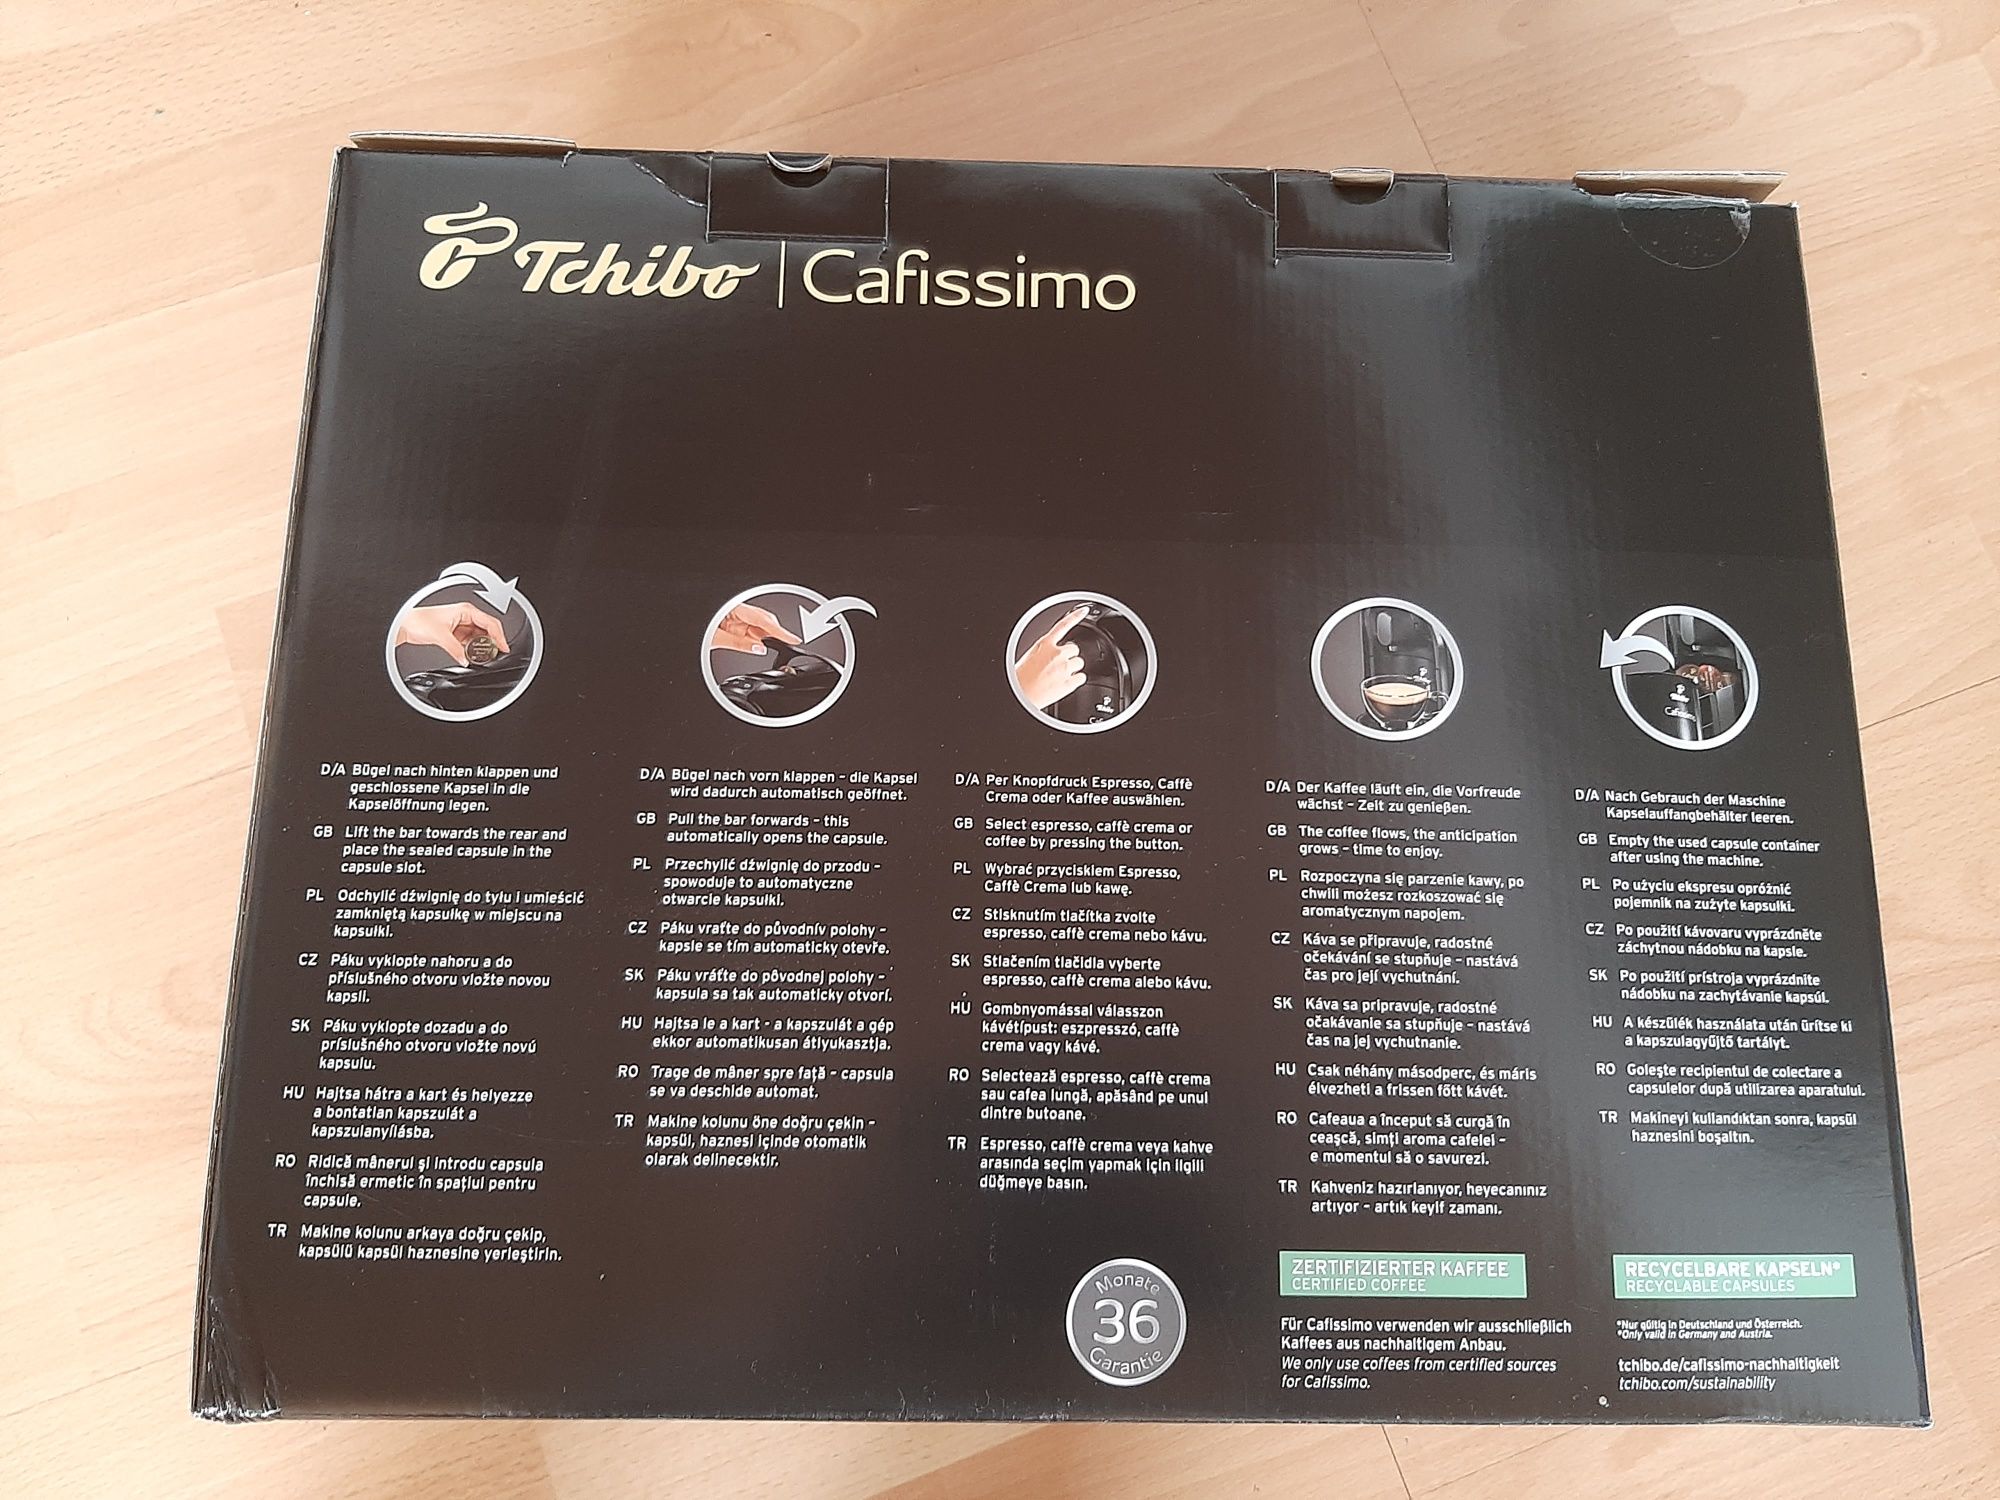 Tchibo | Cafissimo
D/A Bügel nach hinten klappen und
geschlossene Kapsel in die
Kapselöffnung legen.
GB Lift the bar towards the rear and
place the sealed capsule in the
capsule slot.
PL Odchylić dźwignię do tyłu i umieścić
zamkniętą kapsułkę w miejscu na
kapsułki.
CZ Páku vyklopte nahoru a do
příslušného otvoru vložte novou
kapsli.
SK Páku vyklopte dozadu a do
príslušného otvoru vložte novú
kapsulu.
HU Hajtsa hátra a kart és helyezze
a bontatlan kapszulát a
kapszulanyílásba.
RO Ridică mânerul și introdu capsula
închisă ermetic în spațiul pentru
capsule.
TR Makine kolunu arkaya doğru çekip,
kapsülü kapsül haznesine yerleştirin.
D/A Bügel nach vorn klappen – die Kapsel
wird dadurch automatisch geöffnet.
GB Pull the bar forwards – this
automatically opens the capsule.
PL Przechylić dźwignię do przodu –
spowoduje to automatyczne
otwarcie kapsułki.
CZ Páku vraťte do původnív polohy –
kapsle se tím automaticky otevře.
SK Páku vráťte do pôvodnej polohy –
kapsula sa tak automaticky otvorí.
HU Hajtsa le a kart - a kapszulát a gép
ekkor automatikusan átlyukasztja.
RO Trage de mâner spre față – capsula
se va deschide automat.
TR Makine kolunu öne doğru çekin –
kapsül, haznesi içinde otomatik
olarak delinecektir.
D/A Per Knopfdruck Espresso, Caffè
Crema oder Kaffee auswählen.
GB Select espresso, caffè crema or
coffee by pressing the button.
PL Wybrać przyciskiem Espresso,
Caffè Crema lub kawę.
CZ Stisknutím tlačítka zvolte
espresso, caffè crema nebo kávu.
SK Stlačením tlačidla vyberte
espresso, caffè crema alebo kávu.
HU Gombnyomással válasszon
kávétípust: eszpresszó, caffè
crema vagy kávé.
RO Selectează espresso, caffè crema
sau cafea lungă, apăsând pe unul
dintre butoane.
TR Espresso, caffè crema veya kahve
arasında seçim yapmak için ilgili
düğmeye basın.
D/A Der Kaffee läuft ein, die Vorfreude
wächst – Zeit zu genießen.
GB The coffee flows, the anticipation
grows – time to enjoy.
PL Rozpoczyna się parzenie kawy, po
chwili możesz rozkoszować się
aromatycznym napojem.
CZ Káva se připravuje, radostné
očekávání se stupňuje – nastává
čas pro její vychutnání.
SK Káva sa pripravuje, radostné
očakávanie sa stupňuje – nastává
čas na jej vychutnanie.
HU Csak néhány másodperc, és máris
élvezheti a frissen főtt kávét.
RO Cafeaua a început să curgă în
ceașcă, simți aroma cafelei –
e momentul să o savurezi.
TR Kahveniz hazırlanıyor, heyecanınız
artıyor – artık keyif zamanı.
D/A Nach Gebrauch der Maschine
Kapselauffangbehälter leeren.
GB Empty the used capsule container
after using the machine.
PL Po użyciu ekspresu opróżnić
pojemnik na zużyte kapsułki.
CZ Po použití kávovaru vyprázdněte
záchytnou nádobku na kapsle.
SK Po použití prístroja vyprázdnite
nádobku na zachytávanie kapsúl.
HU A készülék használata után ürítse ki
a kapszulagyűjtő tartályt.
RO Golește recipientul de colectare a
capsulelor după utilizarea aparatului.
TR Makineyi kullandıktan sonra, kapsül
haznesini boşaltın.
Monate
36
Garantie
ZERTIFIZIERTER KAFFEE
CERTIFIED COFFEE
Für Cafissimo verwenden wir ausschließlich
Kaffees aus nachhaltigem Anbau.
We only use coffees from certified sources
for Cafissimo.
RECYCELBARE KAPSELN*
RECYCLABLE CAPSULES
*Nur gültig in Deutschland und Österreich.
*Only valid in Germany and Austria.
tchibo.de/cafissimo-nachhaltigkeit
tchibo.com/sustainability